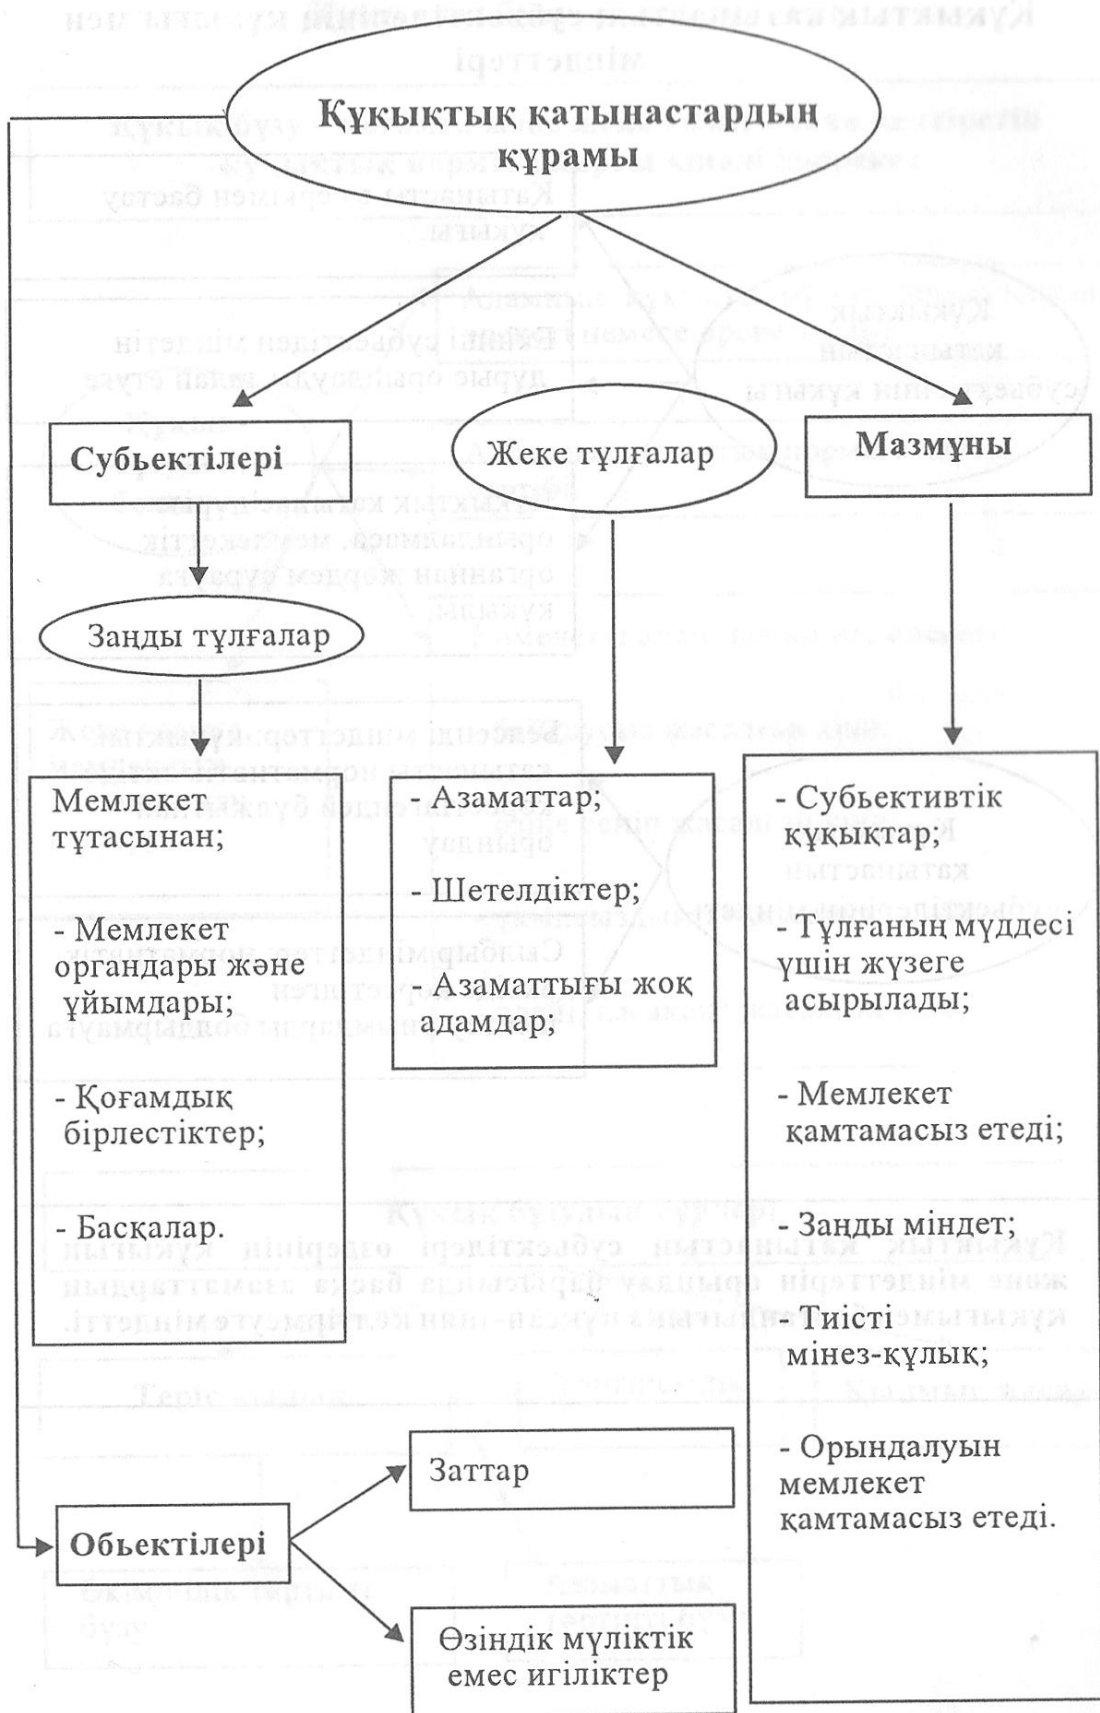 Құқықтық қатынастардың
құрамы
Субьектілері
Жеке тұлғалар
Мазмұны
Заңды тұлғалар
Мемлекет
тұтасынан;
- Мемлекет
органдары және
ұйымдары;
- Қоғамдық
бірлестіктер;
- Басқалар.
- Азаматтар;
- Шетелдіктер;
- Азаматтығы жоқ
адамдар;
- Субьективтік
құқықтар;
- Тұлғаның мүддесі
үшін жүзеге
асырылады;
- Мемлекет
қамтамасыз етеді;
- Заңды міндет;
- Тиісті
мінез-құлық;
- Орындалуын
мемлекет
қамтамасыз етеді.
Обьектілері
Заттар
Өзіндік мүліктік
емес игіліктер